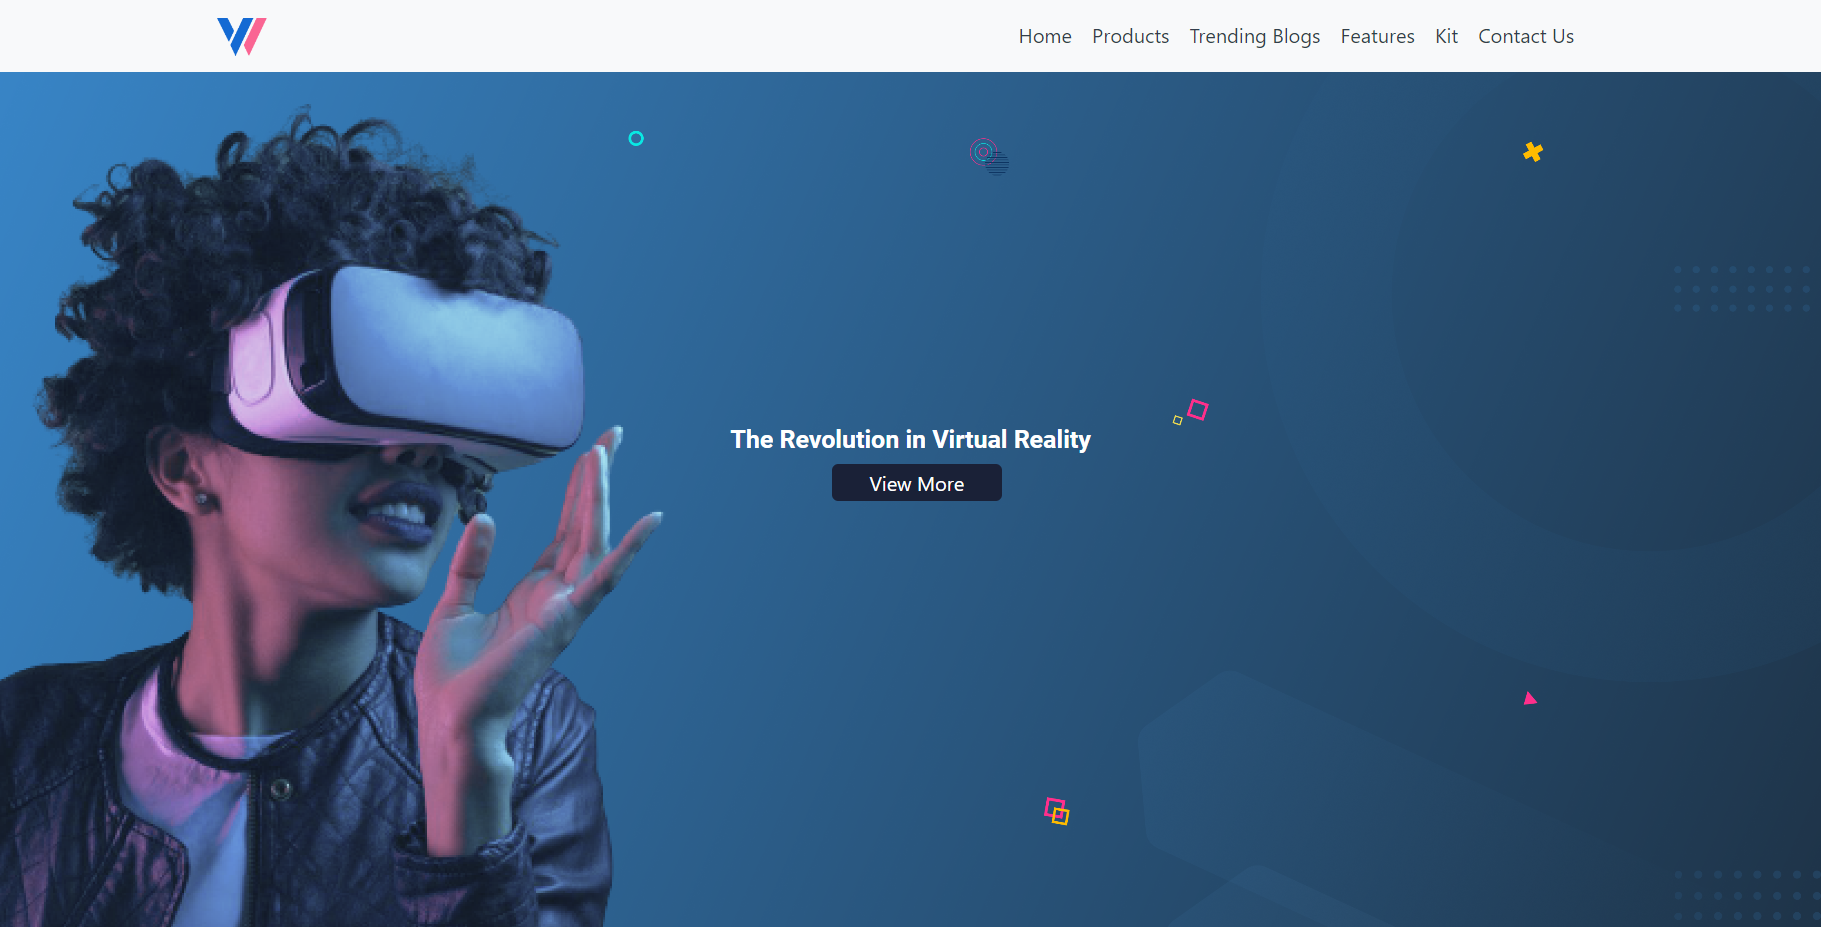 Home Products Trending Blogs Features Kit Contact Us
The Revolution in Virtual Reality
View More